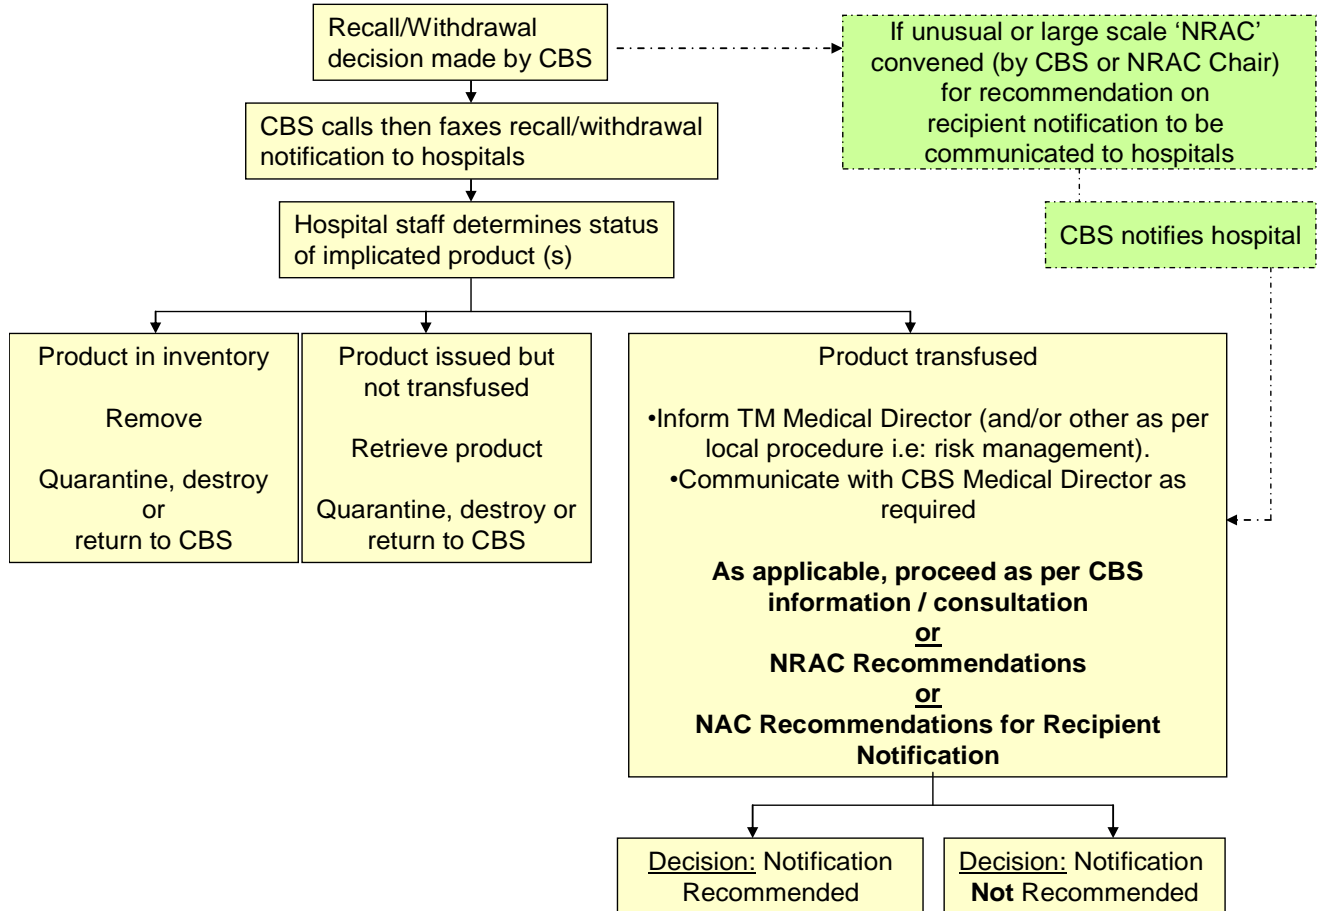 Recall/Withdrawal
decision made by CBS
If unusual or large scale ‘NRAC’
convened (by CBS or NRAC Chair)
for recommendation on
recipient notification to be
communicated to hospitals
CBS calls then faxes recall/withdrawal
notification to hospitals
CBS notifies hospital
Hospital staff determines status
of implicated product (s)
Product in inventory
Remove
Quarantine, destroy
or
return to CBS
Product issued but
not transfused
Retrieve product
Quarantine, destroy or
return to CBS
Product transfused
•Inform TM Medical Director (and/or other as per
local procedure i.e: risk management).
•Communicate with CBS Medical Director as
required
As applicable, proceed as per CBS
information / consultation
or
NRAC Recommendations
or
NAC Recommendations for Recipient
Notification
Decision: Notification
Recommended
Decision: Notification
Not Recommended